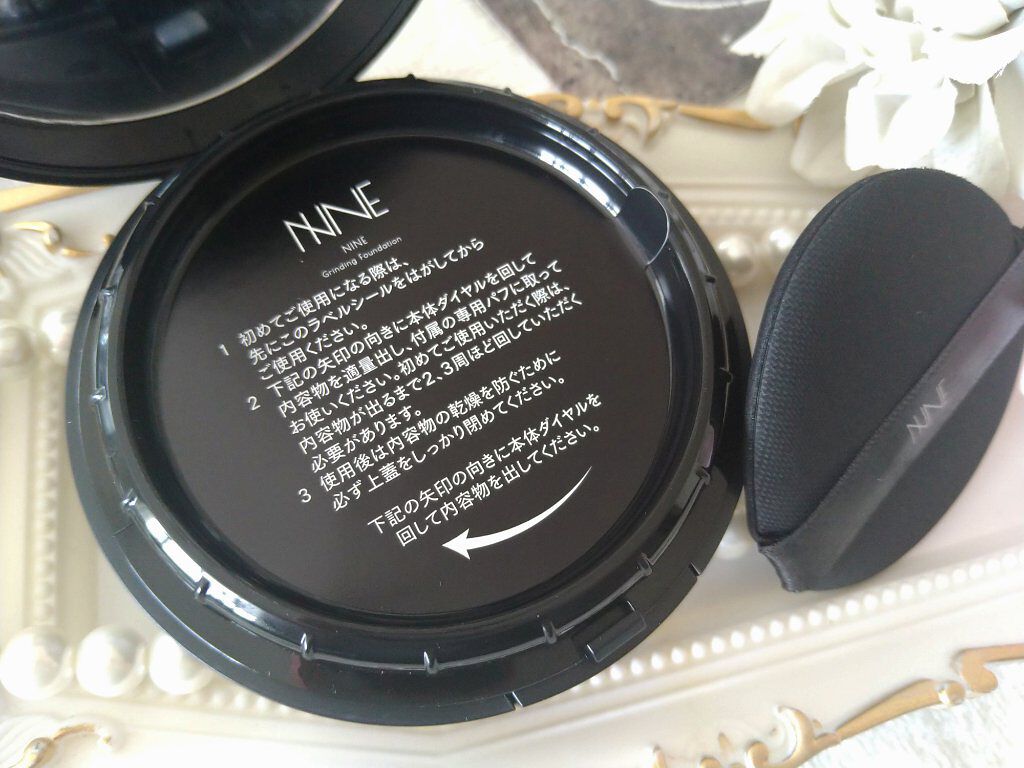 NINE
NINE
Grinding Foundation
1 初めてご使用になる際は、
先にこのラベルシールをはがしてから
ご使用ください。
2 下記の矢印の向きに本体ダイヤルを回して
内容物を適量出し、付属の専用パフに取って
お使いください。初めてご使用いただく際は、
内容物が出るまで2、3周ほど回していただく
必要があります。
3 使用後は内容物の乾燥を防ぐために
必ず上蓋をしっかり閉めてください。
下記の矢印の向きに本体ダイヤルを
回して内容物を出してください。
NINE